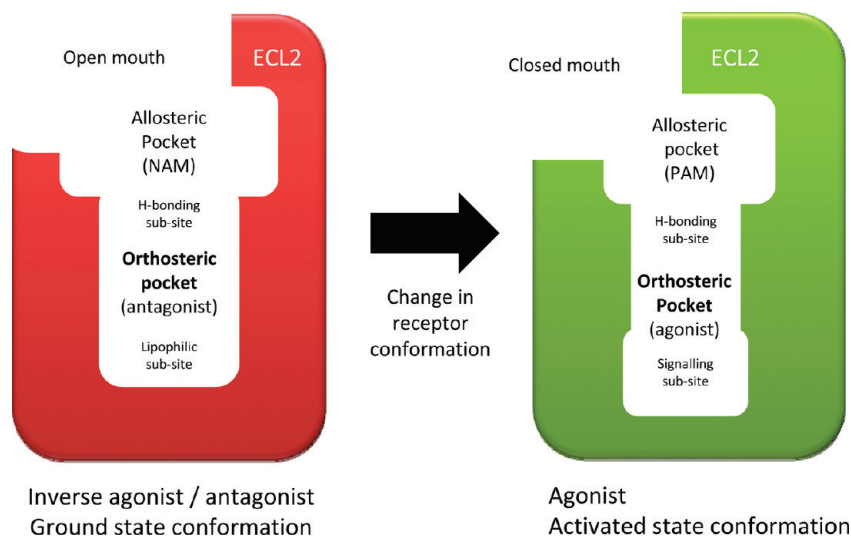 Open mouth
ECL2
Allosteric
Pocket
(NAM)
H-bonding
sub-site
Orthosteric
pocket
(antagonist)
Lipophilic
sub-site
Inverse agonist / antagonist
Ground state conformation
Change in
receptor
conformation
Closed mouth
ECL2
Allosteric
pocket
(PAM)
H-bonding
sub-site
Orthosteric
Pocket
(agonist)
Signalling
sub-site
Agonist
Activated state conformation